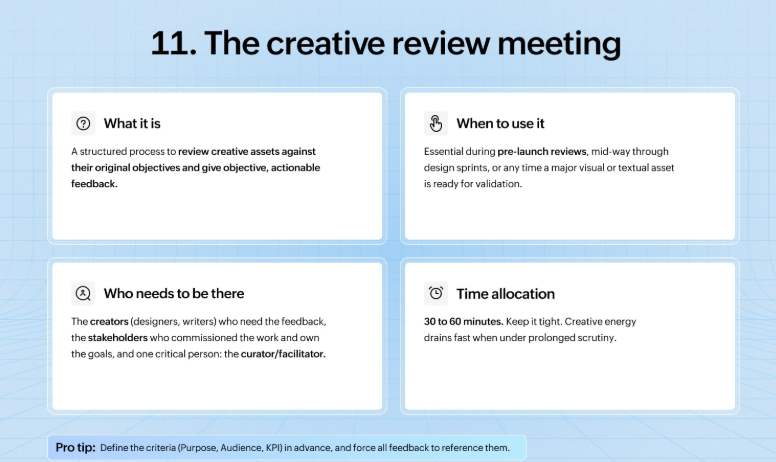 11. The creative review meeting
What it is
A structured process to review creative assets against
their original objectives and give objective, actionable
feedback.
When to use it
Essential during pre-launch reviews, mid-way through
design sprints, or any time a major visual or textual asset
is ready for validation.
Who needs to be there
The creators (designers, writers) who need the feedback,
the stakeholders who commissioned the work and own
the goals, and one critical person: the curator/facilitator.
Time allocation
30 to 60 minutes. Keep it tight. Creative energy
drains fast when under prolonged scrutiny.
Pro tip: Define the criteria (Purpose, Audience, KPI) in advance, and force all feedback to reference them.